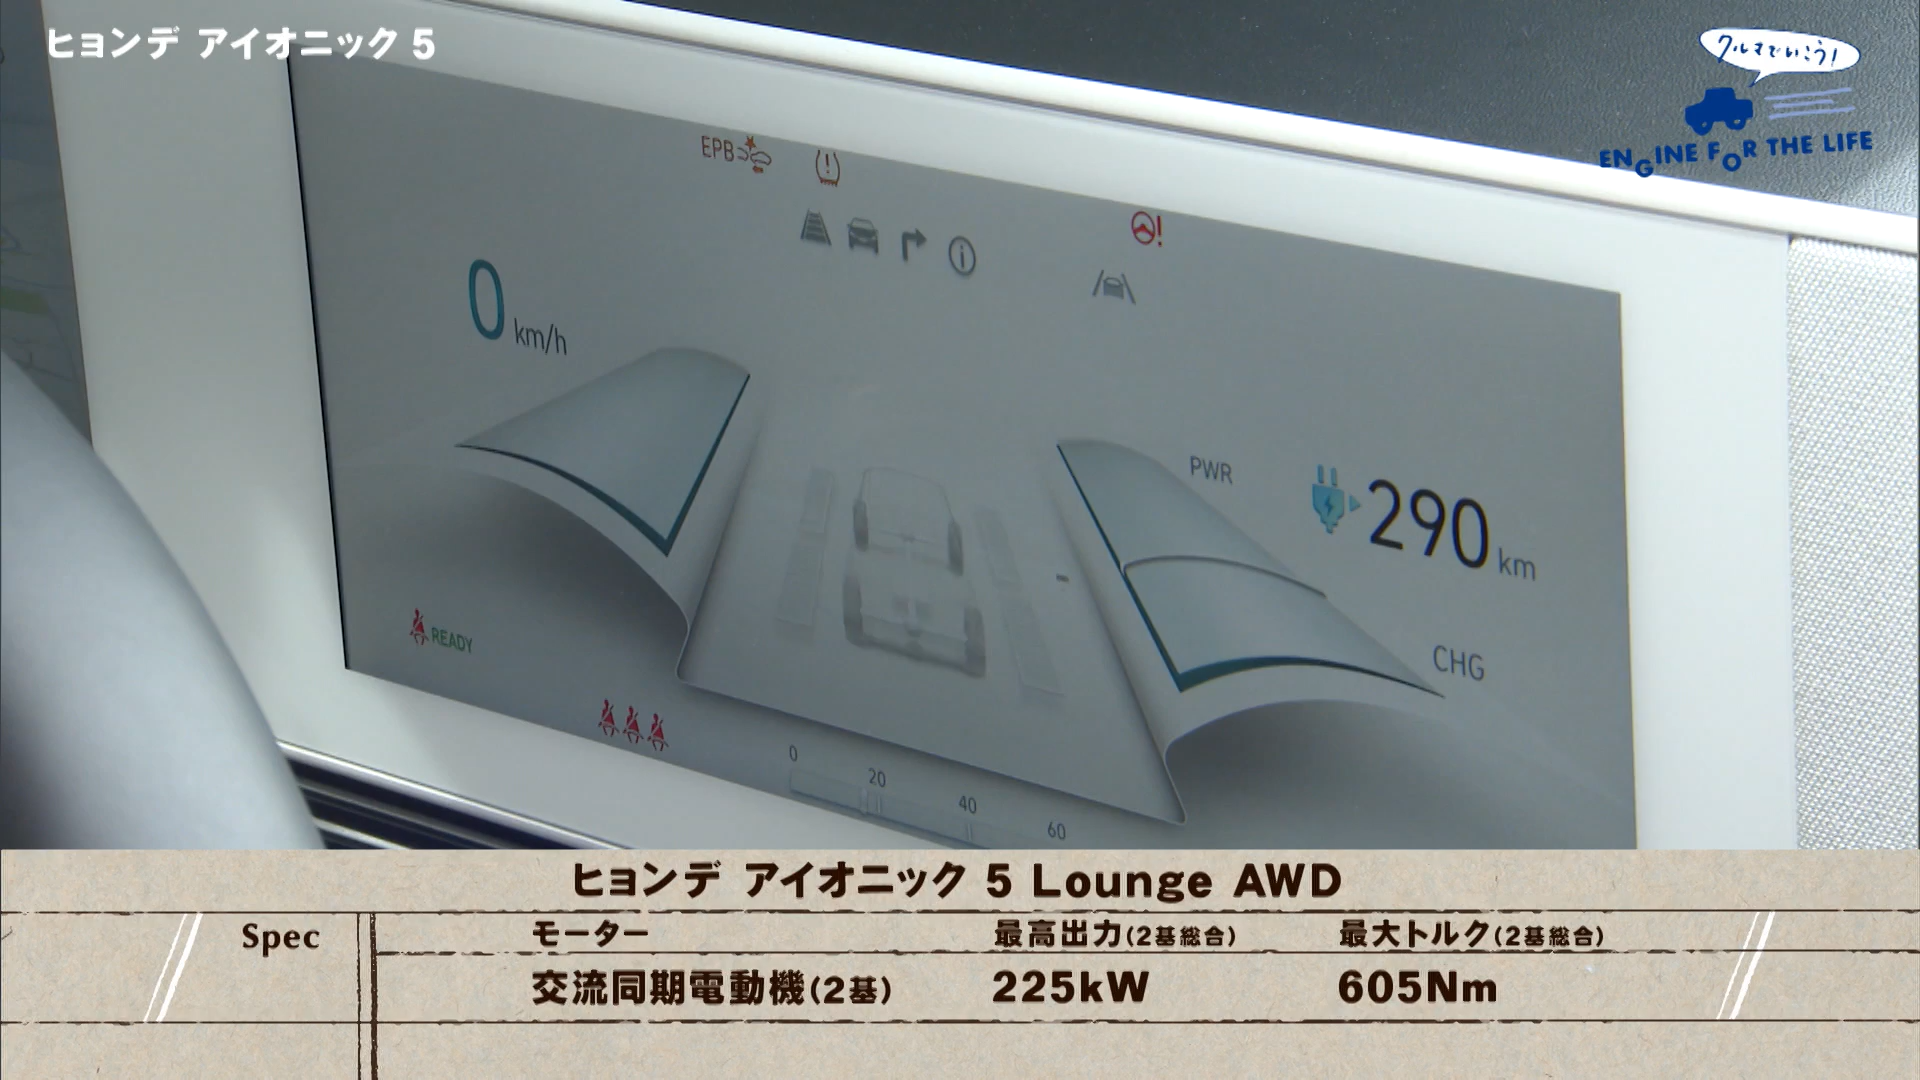 ヒョンデ アイオニック 5
クルマでいこう!
ENGINE FOR THE LIFE
EPB
0 km/h
PWR
290 km
READY
CHG
0 20 40 60
ヒョンデ アイオニック 5 Lounge AWD
Spec モーター 最高出力(2基総合) 最大トルク(2基総合)
交流同期電動機(2基) 225kW 605Nm